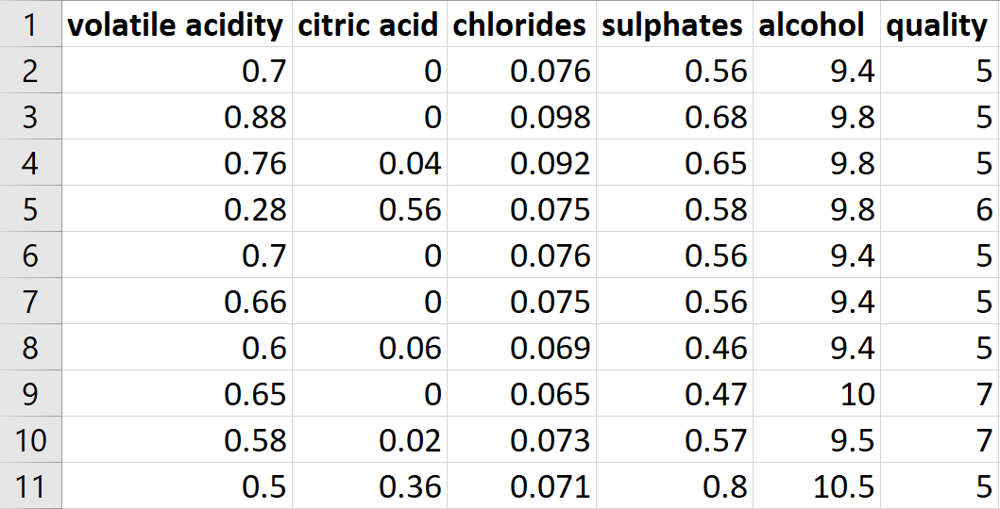 1 volatile acidity citric acid chlorides sulphates alcohol quality
2 0.7 0 0.076 0.56 9.4 5
3 0.88 0 0.098 0.68 9.8 5
4 0.76 0.04 0.092 0.65 9.8 5
5 0.28 0.56 0.075 0.58 9.8 6
6 0.7 0 0.076 0.56 9.4 5
7 0.66 0 0.075 0.56 9.4 5
8 0.6 0.06 0.069 0.46 9.4 5
9 0.65 0 0.065 0.47 10 7
10 0.58 0.02 0.073 0.57 9.5 7
11 0.5 0.36 0.071 0.8 10.5 5